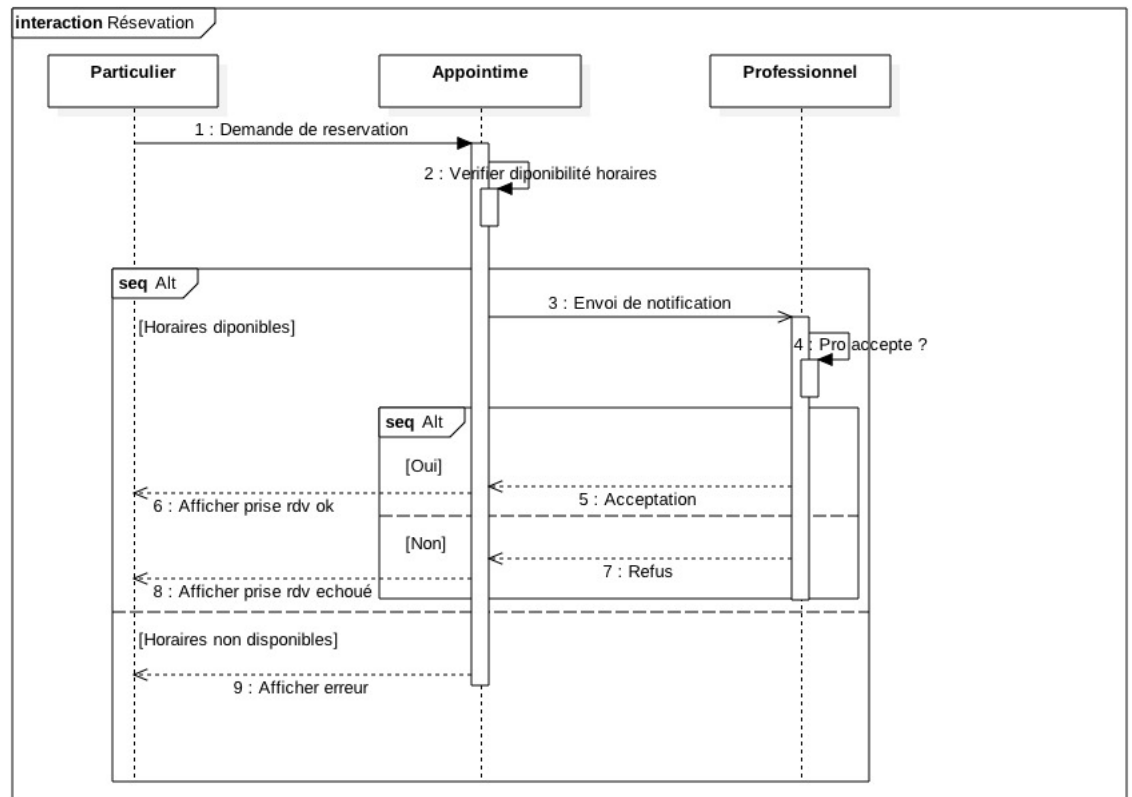 interaction Résevation
Particulier
Appointime
Professionnel
1 : Demande de reservation
2 : Verifier diponibilité horaires
seq Alt
3 : Envoi de notification
[Horaires diponibles]
4 : Pro accepte ?
seq Alt
[Oui]
5 : Acceptation
6 : Afficher prise rdv ok
[Non]
7 : Refus
8 : Afficher prise rdv echoué
[Horaires non disponibles]
9 : Afficher erreur